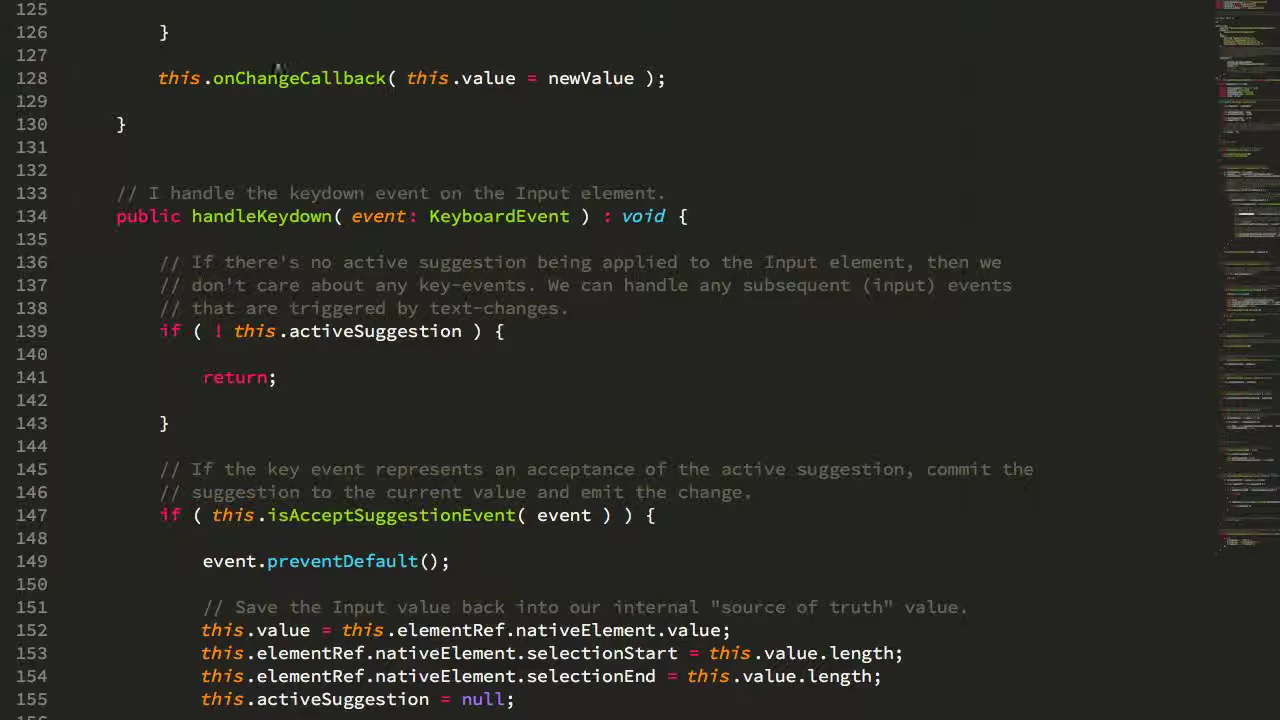 125
126 }
127
128 this.onChangeCallback( this.value = newValue );
129
130 }
131
132
133 // I handle the keydown event on the Input element.
134 public handleKeydown( event: KeyboardEvent ) : void {
135
136 // If there's no active suggestion being applied to the Input element, then we
137 // don't care about any key-events. We can handle any subsequent (input) events
138 // that are triggered by text-changes.
139 if ( ! this.activeSuggestion ) {
140
141 return;
142
143 }
144
145 // If the key event represents an acceptance of the active suggestion, commit the
146 // suggestion to the current value and emit the change.
147 if ( this.isAcceptSuggestionEvent( event ) ) {
148
149 event.preventDefault();
150
151 // Save the Input value back into our internal "source of truth" value.
152 this.value = this.elementRef.nativeElement.value;
153 this.elementRef.nativeElement.selectionStart = this.value.length;
154 this.elementRef.nativeElement.selectionEnd = this.value.length;
155 this.activeSuggestion = null;